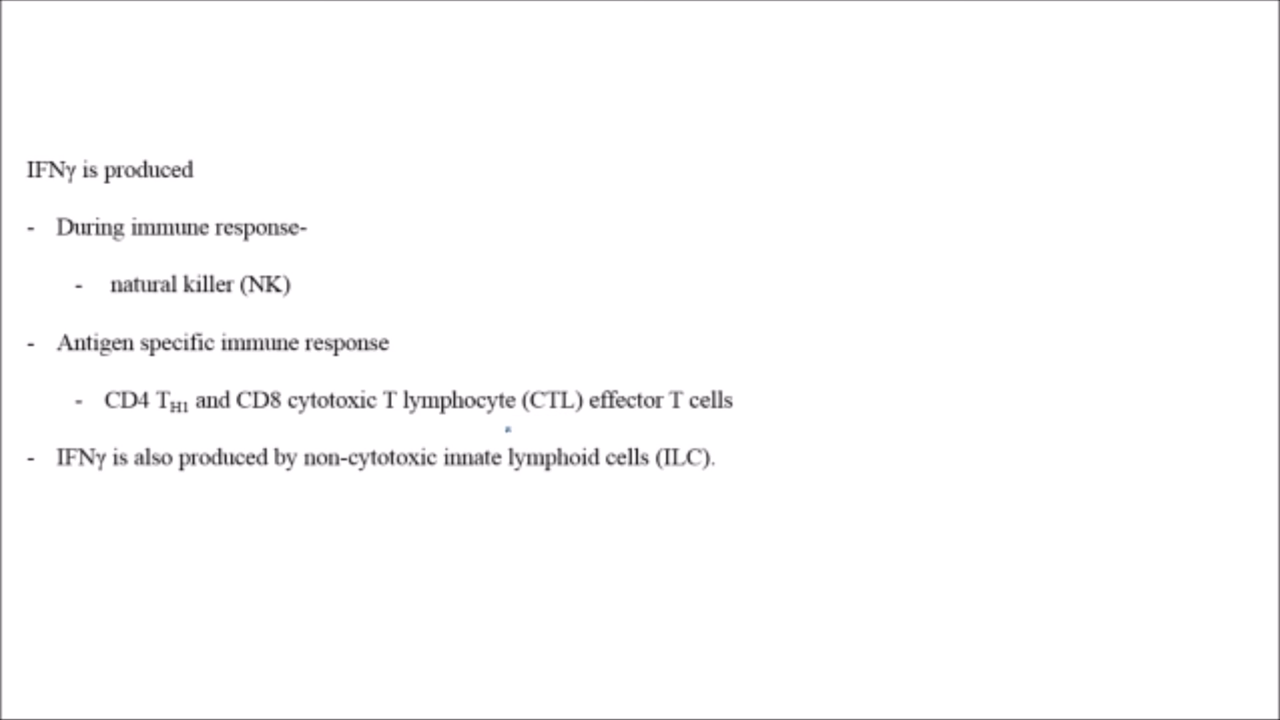 IFNγ is produced
- During immune response-
- natural killer (NK)
- Antigen specific immune response
- CD4 TH1 and CD8 cytotoxic T lymphocyte (CTL) effector T cells
- IFNγ is also produced by non-cytotoxic innate lymphoid cells (ILC).